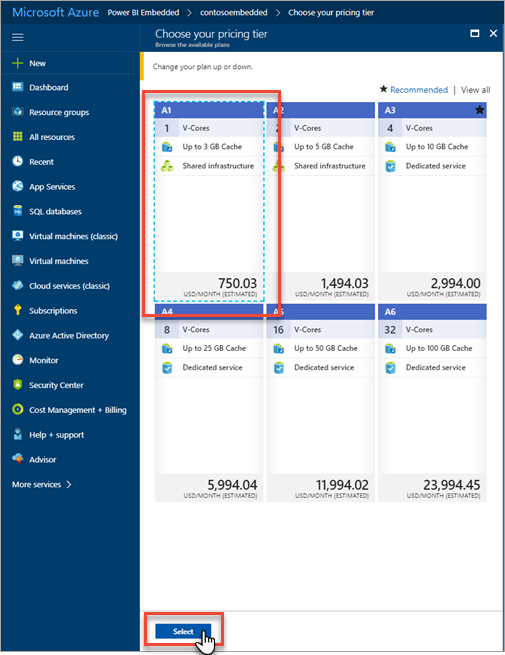 Microsoft Azure Power BI Embedded > contosoembedded > Choose your pricing tier
Choose your pricing tier
Browse the available plans
New
Dashboard
Resource groups
All resources
Recent
App Services
SQL databases
Virtual machines (classic)
Virtual machines
Cloud services (classic)
Subscriptions
Azure Active Directory
Monitor
Security Center
Cost Management + Billing
Help + support
Advisor
More services >
Change your plan up or down.
★ Recommended | View all
A1
1 V-Cores
Up to 3 GB Cache
Shared infrastructure
750.03
USD/MONTH (ESTIMATED)
A2
2 V-Cores
Up to 5 GB Cache
Shared infrastructure
1,494.03
USD/MONTH (ESTIMATED)
A3 ★
4 V-Cores
Up to 10 GB Cache
Dedicated service
2,994.00
USD/MONTH (ESTIMATED)
A4
8 V-Cores
Up to 25 GB Cache
Dedicated service
5,994.04
USD/MONTH (ESTIMATED)
A5
16 V-Cores
Up to 50 GB Cache
Dedicated service
11,994.02
USD/MONTH (ESTIMATED)
A6
32 V-Cores
Up to 100 GB Cache
Dedicated service
23,994.45
USD/MONTH (ESTIMATED)
Select